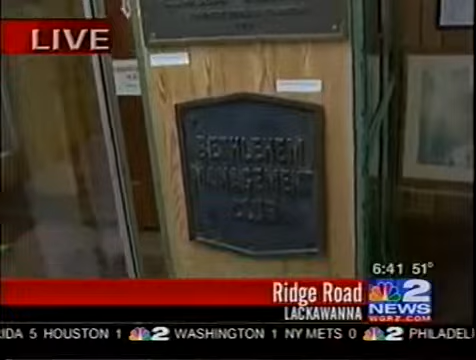 LIVE
BETHLEHEM
MANAGEMENT
CLUB
6:41 51°
Ridge Road
LACKAWANNA
2
NEWS
WGRZ.COM
IDA 5 HOUSTON 1 2 WASHINGTON 1 NY METS 0 2 PHILADEL